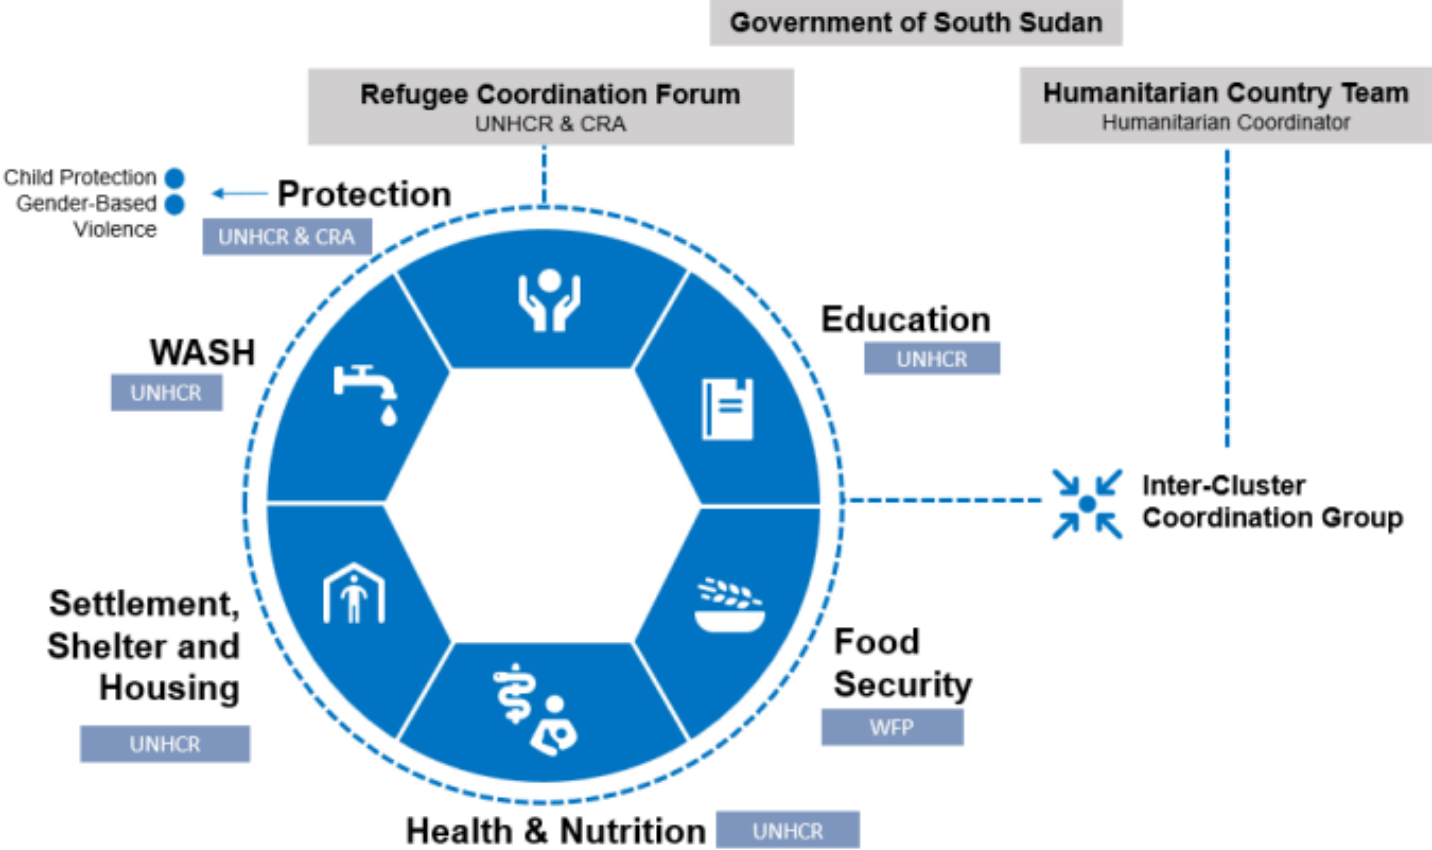 Government of South Sudan
Refugee Coordination Forum
UNHCR & CRA
Humanitarian Country Team
Humanitarian Coordinator
Child Protection
Gender-Based
Violence
Protection
UNHCR & CRA
Education
UNHCR
WASH
UNHCR
Inter-Cluster
Coordination Group
Settlement,
Shelter and
Housing
UNHCR
Food
Security
WFP
Health & Nutrition
UNHCR